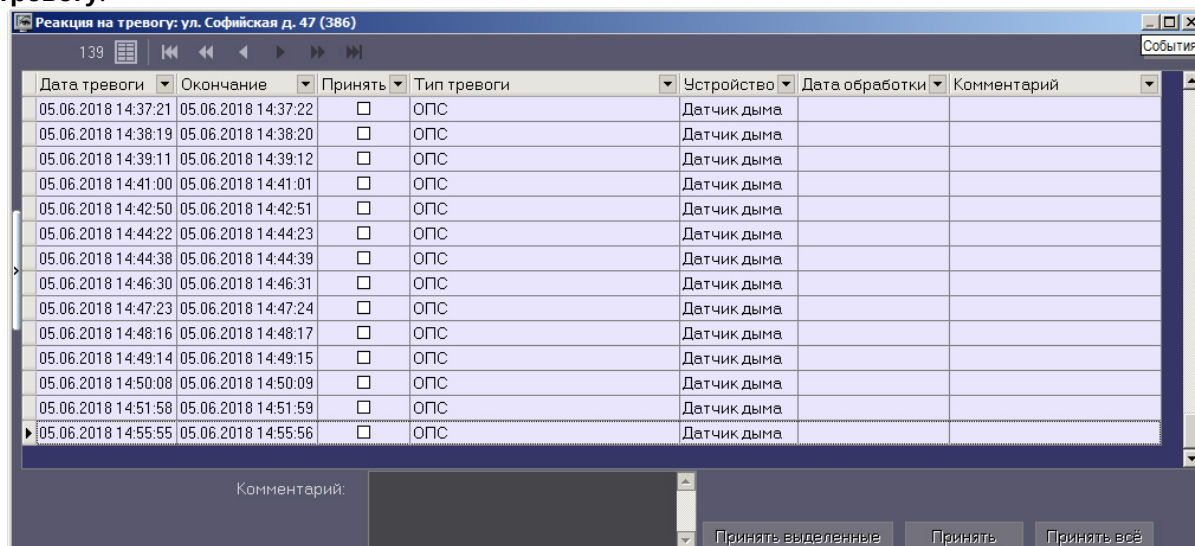 тревогу.
Реакция на тревогу: ул. Софийская д. 47 (386)
События
139
Дата тревоги Окончание Принять Тип тревоги Устройство Дата обработки Комментарий
05.06.2018 14:37:21 05.06.2018 14:37:22 ОПС Датчик дыма
05.06.2018 14:38:19 05.06.2018 14:38:20 ОПС Датчик дыма
05.06.2018 14:39:11 05.06.2018 14:39:12 ОПС Датчик дыма
05.06.2018 14:41:00 05.06.2018 14:41:01 ОПС Датчик дыма
05.06.2018 14:42:50 05.06.2018 14:42:51 ОПС Датчик дыма
05.06.2018 14:44:22 05.06.2018 14:44:23 ОПС Датчик дыма
05.06.2018 14:44:38 05.06.2018 14:44:39 ОПС Датчик дыма
05.06.2018 14:46:30 05.06.2018 14:46:31 ОПС Датчик дыма
05.06.2018 14:47:23 05.06.2018 14:47:24 ОПС Датчик дыма
05.06.2018 14:48:16 05.06.2018 14:48:17 ОПС Датчик дыма
05.06.2018 14:49:14 05.06.2018 14:49:15 ОПС Датчик дыма
05.06.2018 14:50:08 05.06.2018 14:50:09 ОПС Датчик дыма
05.06.2018 14:51:58 05.06.2018 14:51:59 ОПС Датчик дыма
05.06.2018 14:55:55 05.06.2018 14:55:56 ОПС Датчик дыма
Комментарий:
Принять выделенные Принять Принять всё